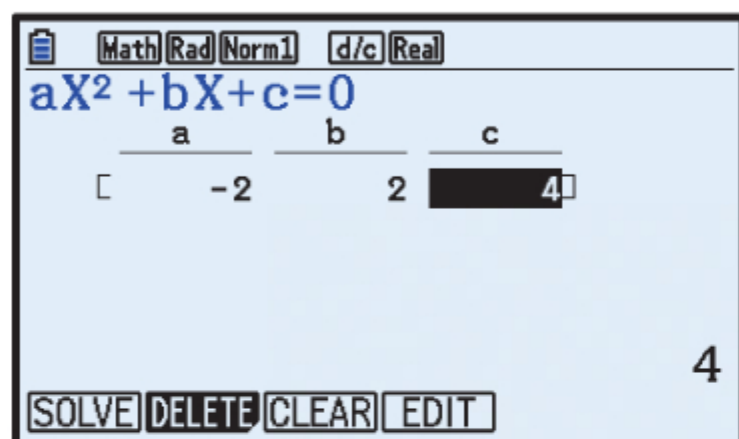 Math Rad Norm1 d/c Real
aX² +bX+c=0
a b c
[ -2 2 4 ]
4
SOLVE DELETE CLEAR EDIT